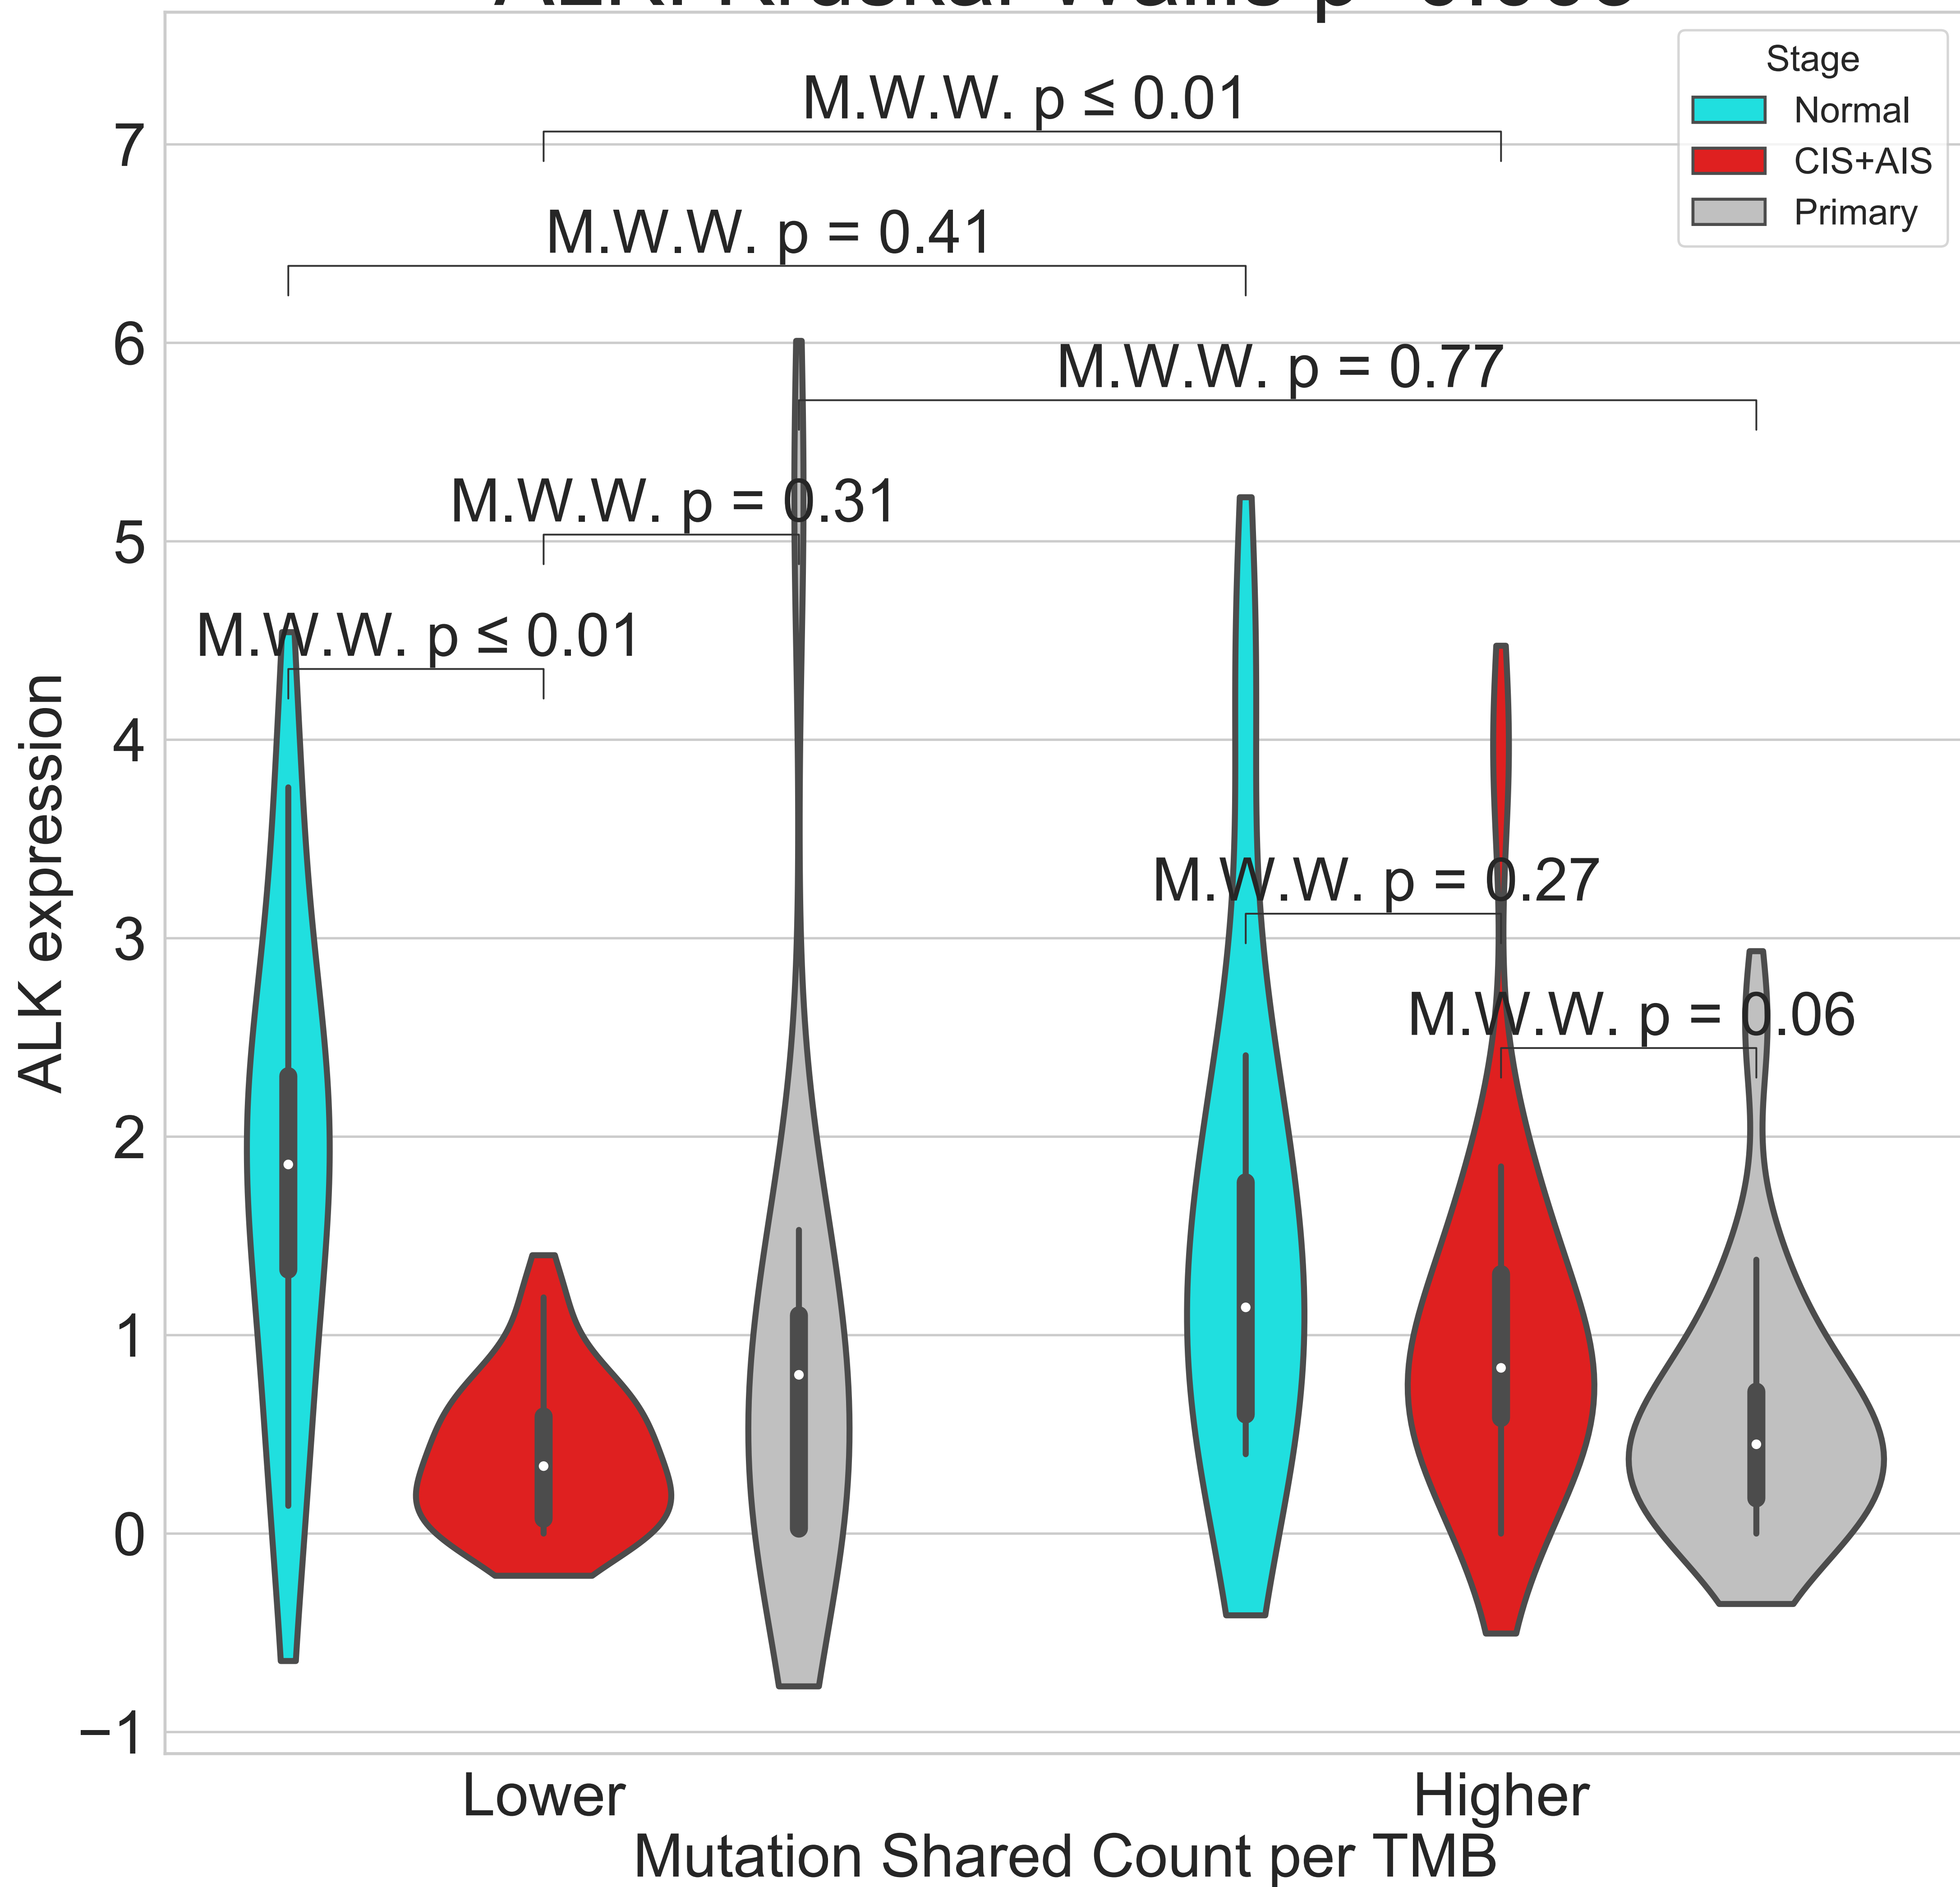 Stage
Normal
CIS+AIS
Primary
M.W.W. p ≤ 0.01
M.W.W. p = 0.41
M.W.W. p = 0.77
M.W.W. p = 0.31
M.W.W. p ≤ 0.01
M.W.W. p = 0.27
M.W.W. p = 0.06
7
6
5
4
3
2
1
0
−1
ALK expression
Lower
Higher
Mutation Shared Count per TMB